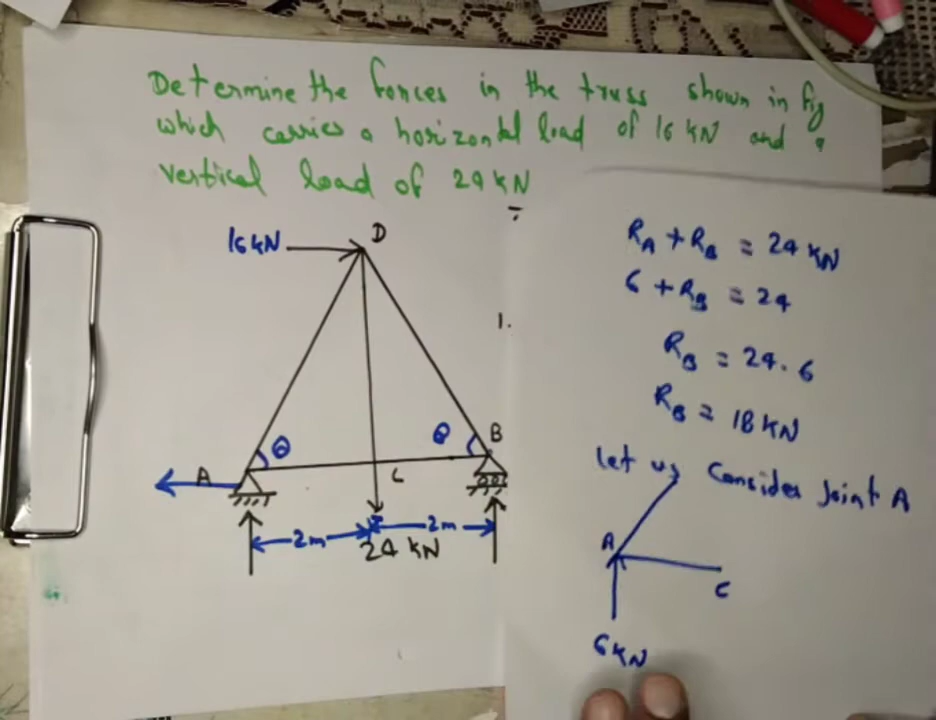 Determine the forces in the truss shown in fig
which carries a horizontal load of 16 KN and a
vertical load of 24 KN
16KN
D
1.
θ
θ
B
A
C
2m
2m
24 KN
RA + RB = 24 KN
6 + RB = 24
RB = 24 - 6
RB = 18 KN
Let us Consider Joint A
A
C
6KN